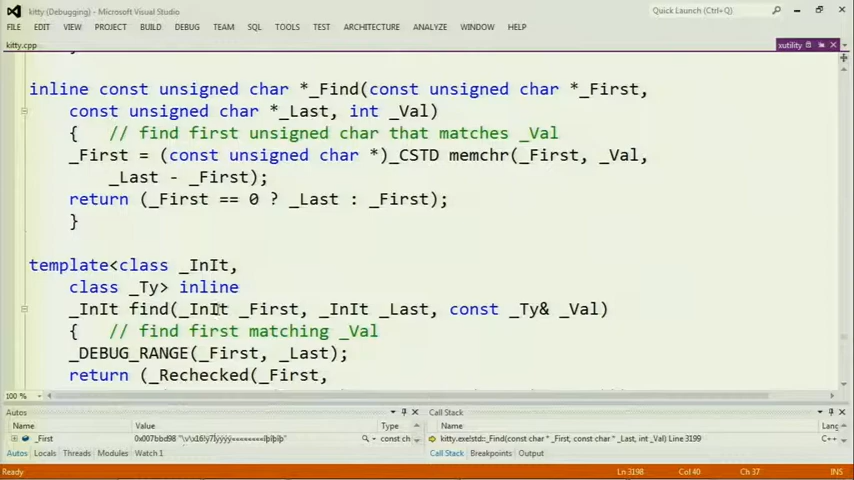 kitty (Debugging) - Microsoft Visual Studio
Quick Launch (Ctrl+Q)
FILE EDIT VIEW PROJECT BUILD DEBUG TEAM SQL TOOLS TEST ARCHITECTURE ANALYZE WINDOW HELP
kitty.cpp
xutility
inline const unsigned char *_Find(const unsigned char *_First,
const unsigned char *_Last, int _Val)
{ // find first unsigned char that matches _Val
_First = (const unsigned char *)_CSTD memchr(_First, _Val,
_Last - _First);
return (_First == 0 ? _Last : _First);
}
template<class _InIt,
class _Ty> inline
_InIt find(_InIt _First, _InIt _Last, const _Ty& _Val)
{ // find first matching _Val
_DEBUG_RANGE(_First, _Last);
return (_Rechecked(_First,
100 %
Autos
Call Stack
Name Value Type
Name Lang
_First 0x007bbd98 const ch
kitty.exe!std::_Find(const char * _First, const char * _Last, int _Val) Line 3199 C++
Autos Locals Threads Modules Watch 1
Call Stack Breakpoints Output
Ready
Ln 3198 Col 40 Ch 37 INS